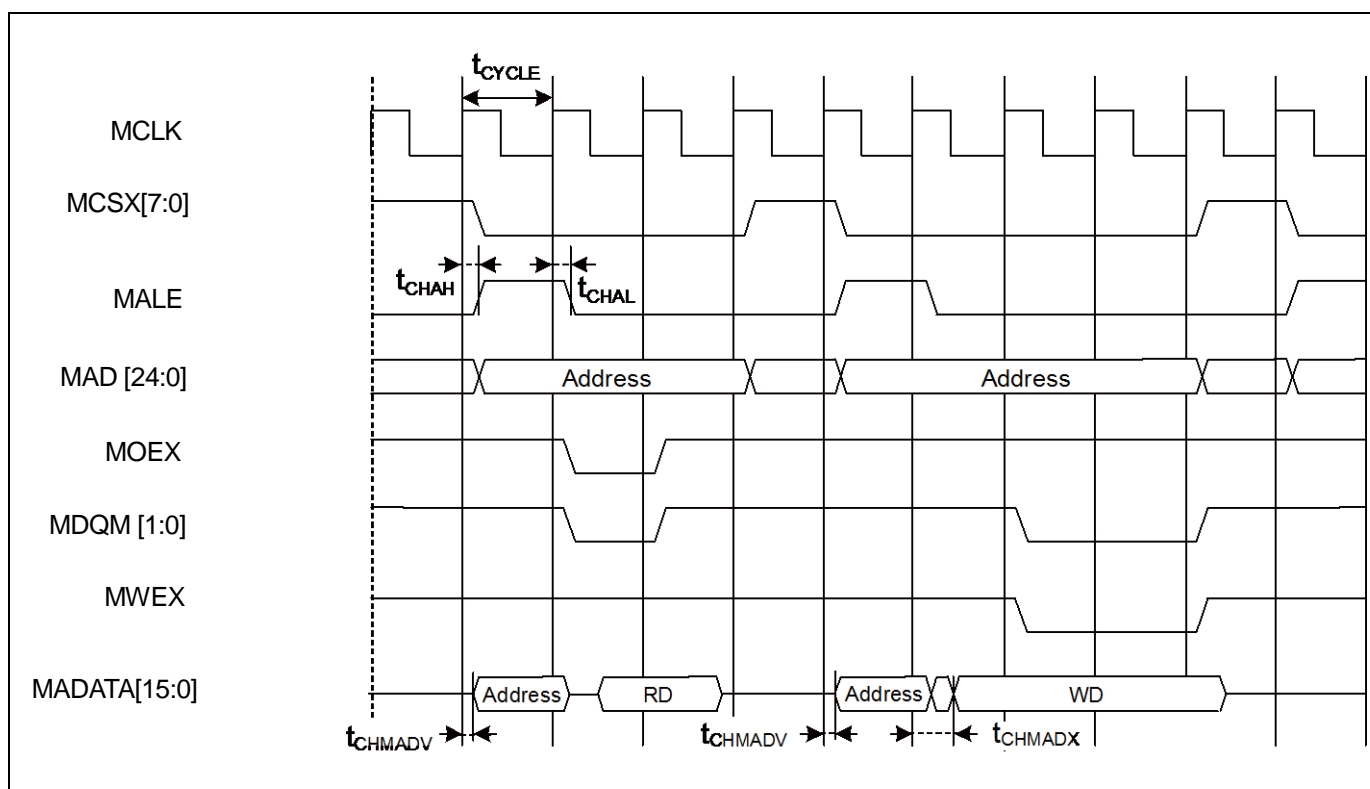 tCYCLE
MCLK
MCSX[7:0]
tCHAH
tCHAL
MALE
MAD [24:0]
Address
Address
MOEX
MDQM [1:0]
MWEX
MADATA[15:0]
Address
RD
Address
WD
tCHMADV
tCHMADV
tCHMADX